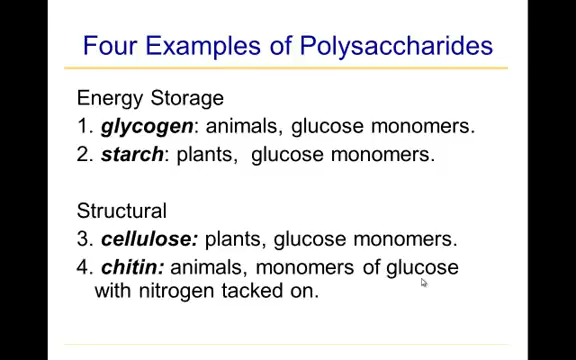 Four Examples of Polysaccharides
Energy Storage
1. glycogen: animals, glucose monomers.
2. starch: plants, glucose monomers.
Structural
3. cellulose: plants, glucose monomers.
4. chitin: animals, monomers of glucose
with nitrogen tacked on.